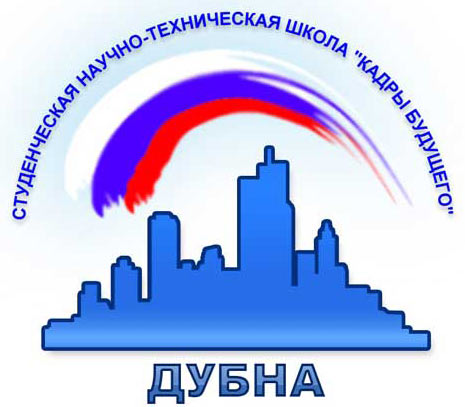 СТУДЕНЧЕСКАЯ НАУЧНО-ТЕХНИЧЕСКАЯ ШКОЛА "КАДРЫ БУДУЩЕГО"
ДУБНА